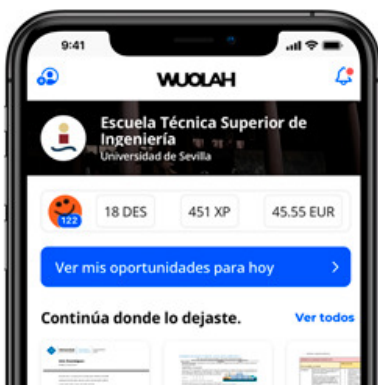 9:41
WUOLAH
Escuela Técnica Superior de
Ingeniería
Universidad de Sevilla
122
18 DES
451 XP
45.55 EUR
Ver mis oportunidades para hoy
Continúa donde lo dejaste.
Ver todos